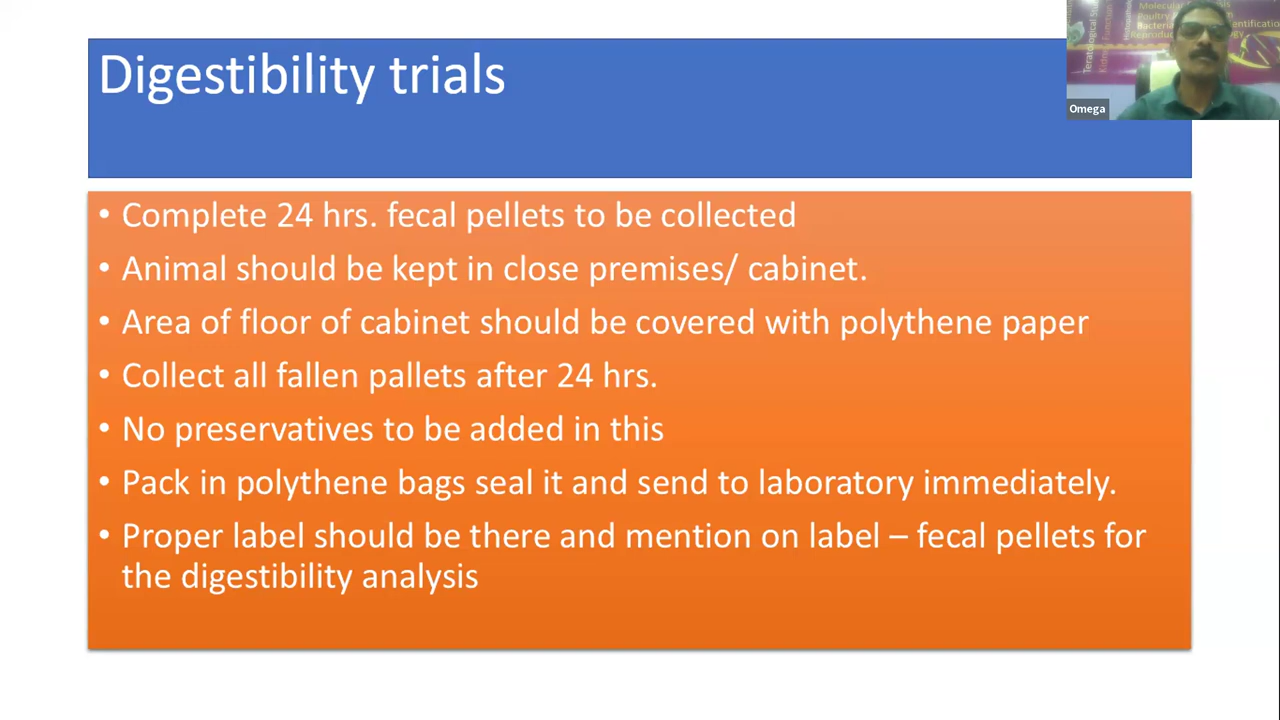 Digestibility trials
• Complete 24 hrs. fecal pellets to be collected
• Animal should be kept in close premises/ cabinet.
• Area of floor of cabinet should be covered with polythene paper
• Collect all fallen pallets after 24 hrs.
• No preservatives to be added in this
• Pack in polythene bags seal it and send to laboratory immediately.
• Proper label should be there and mention on label – fecal pellets for
the digestibility analysis
Omega